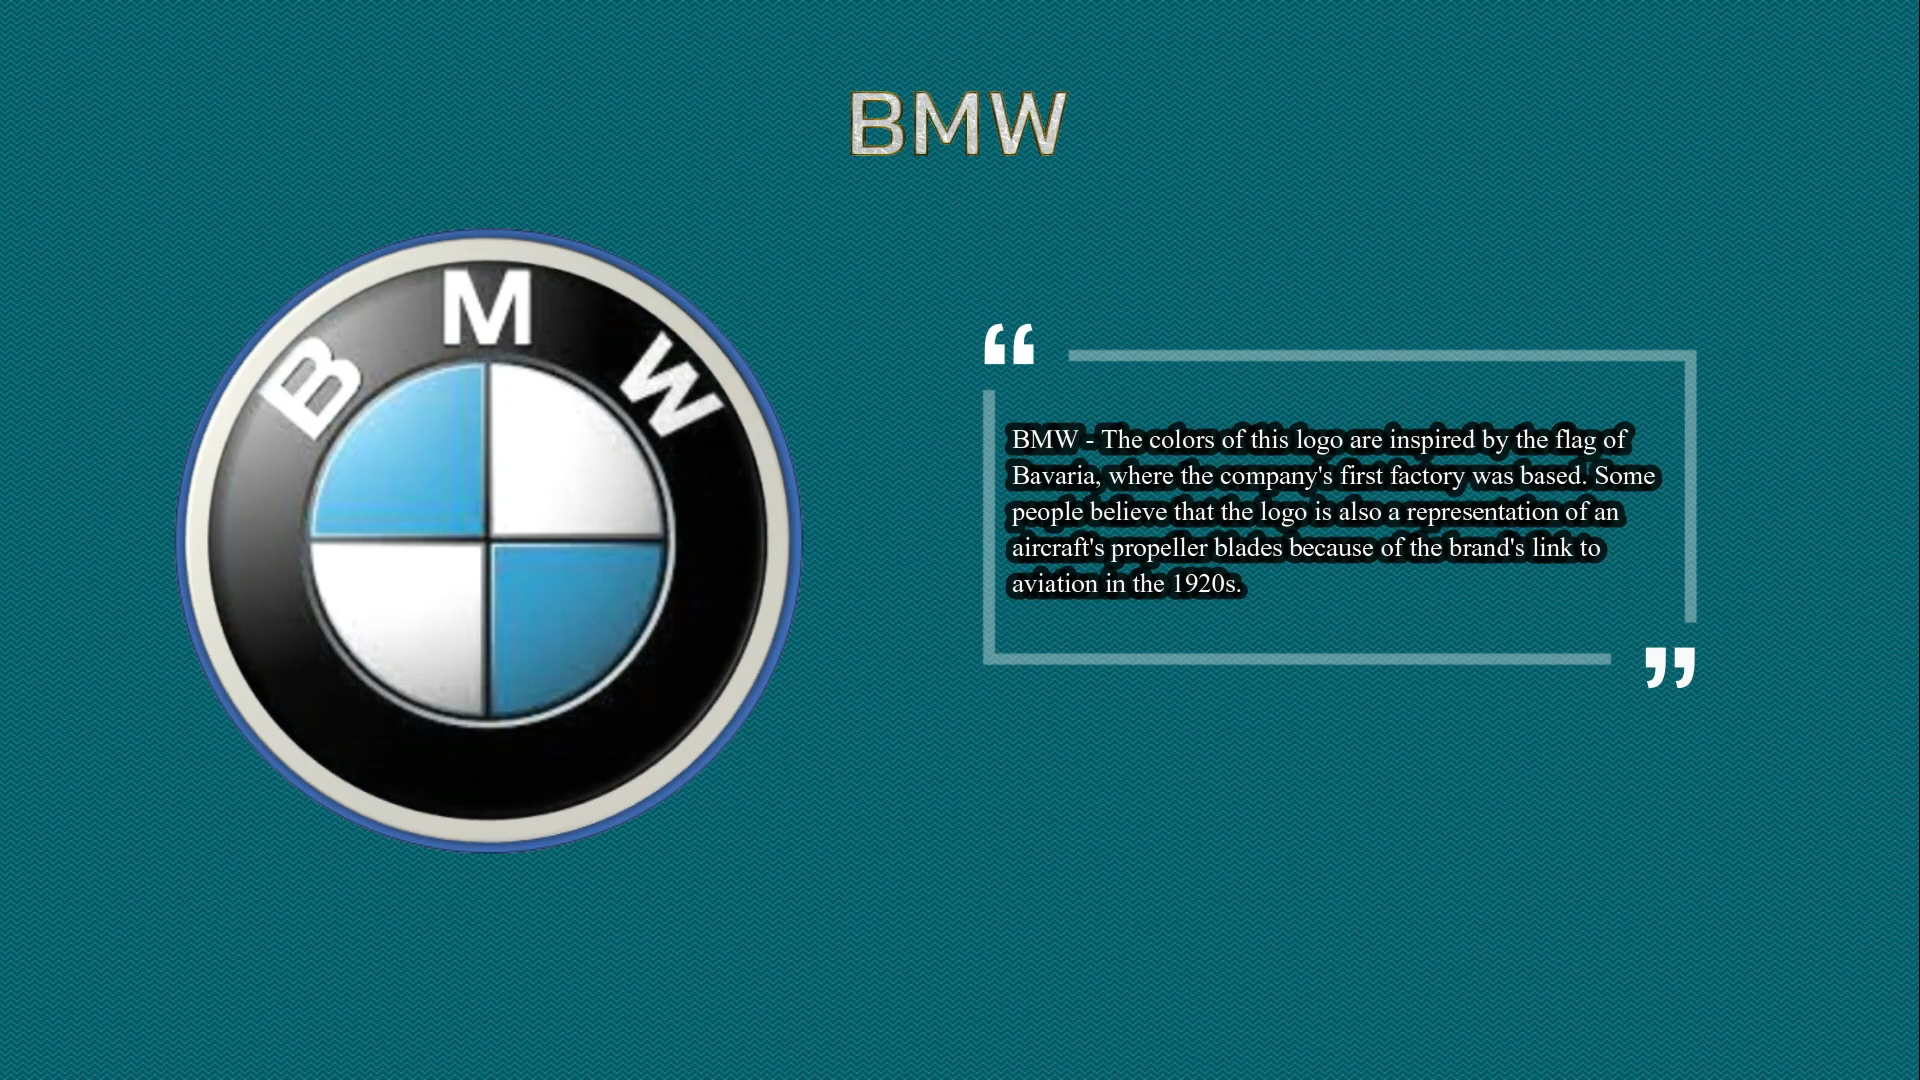 BMW
B M W
“
BMW - The colors of this logo are inspired by the flag of
Bavaria, where the company's first factory was based. Some
people believe that the logo is also a representation of an
aircraft's propeller blades because of the brand's link to
aviation in the 1920s.
”